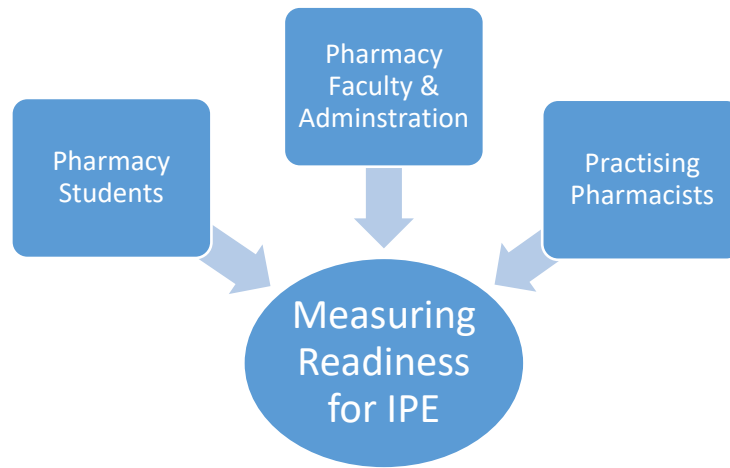 Pharmacy
Faculty &
Adminstration
Pharmacy
Students
Practising
Pharmacists
Measuring
Readiness
for IPE